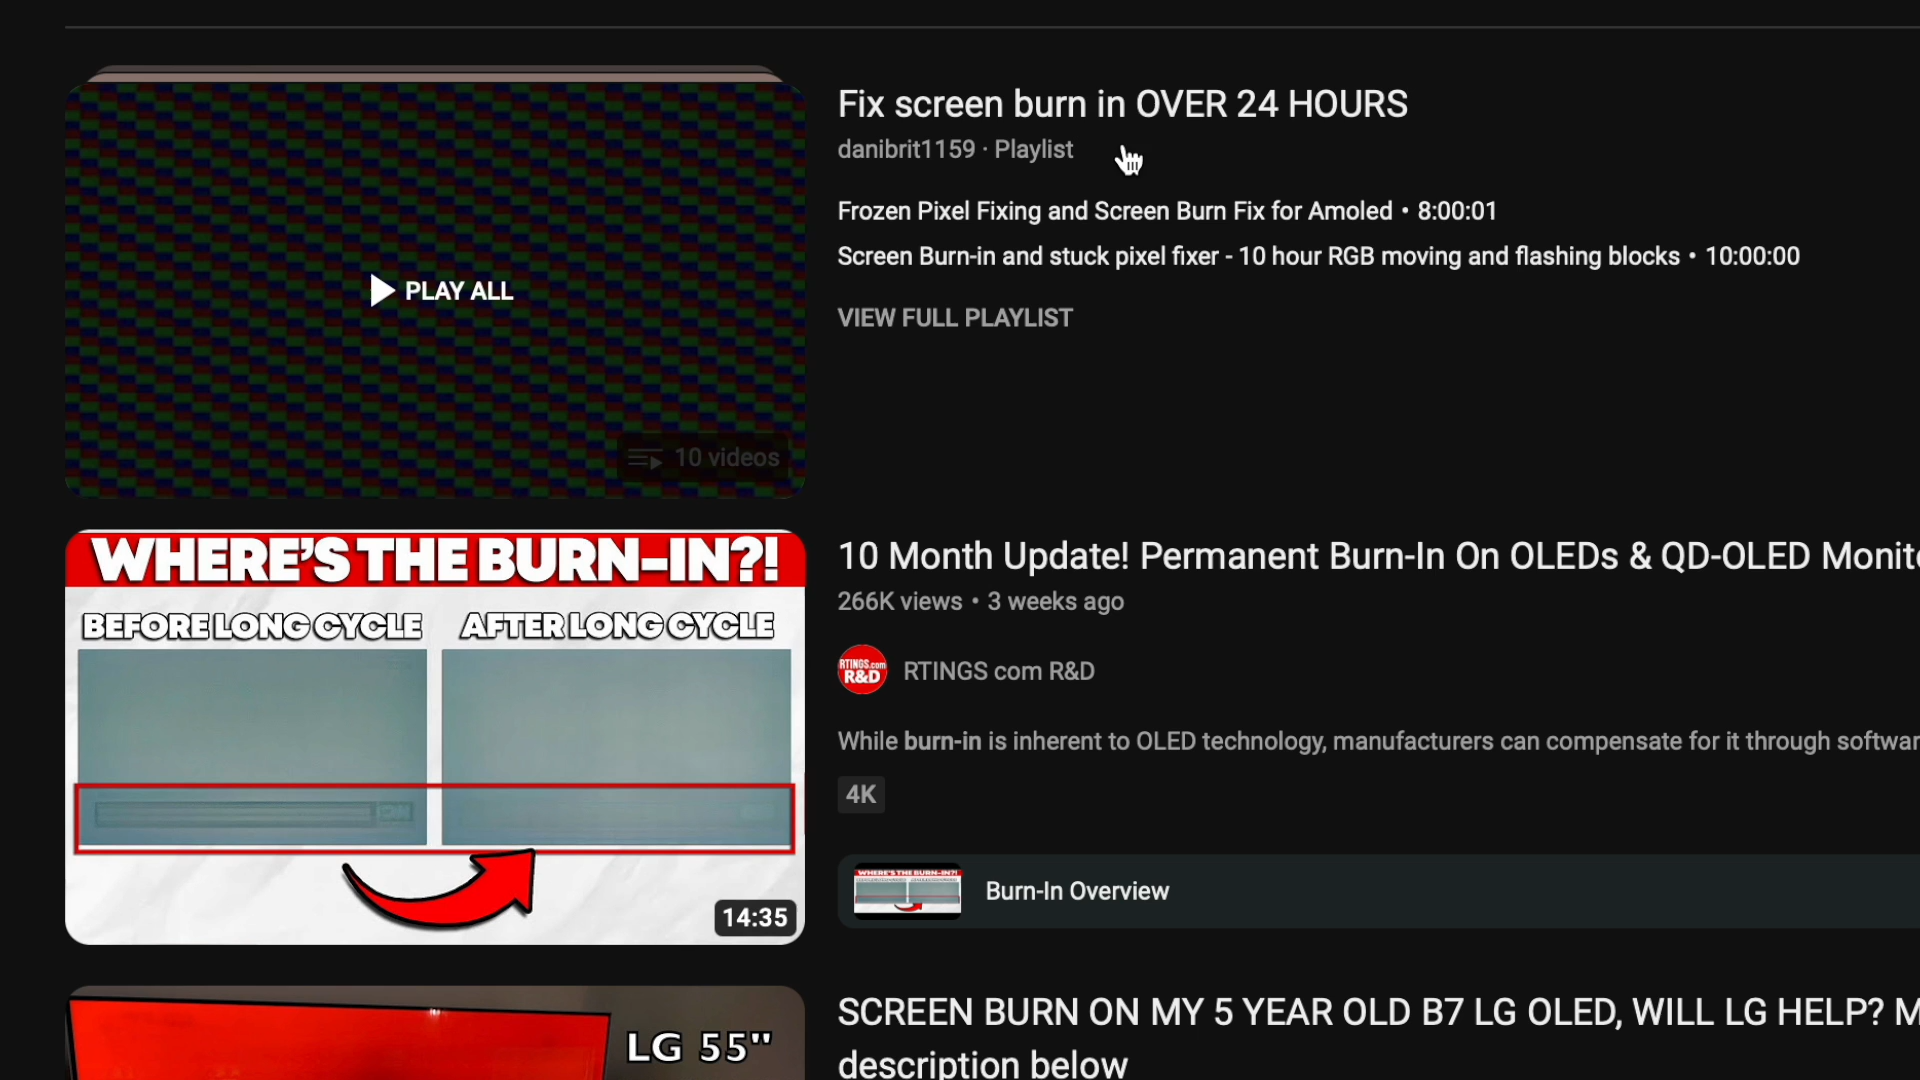 Fix screen burn in OVER 24 HOURS
danibrit1159 · Playlist
Frozen Pixel Fixing and Screen Burn Fix for Amoled • 8:00:01
Screen Burn-in and stuck pixel fixer - 10 hour RGB moving and flashing blocks • 10:00:00
PLAY ALL
VIEW FULL PLAYLIST
10 videos
WHERE'S THE BURN-IN?!
BEFORE LONG CYCLE
AFTER LONG CYCLE
14:35
10 Month Update! Permanent Burn-In On OLEDs & QD-OLED Monit
266K views • 3 weeks ago
RTINGS.com
R&D
RTINGS com R&D
While burn-in is inherent to OLED technology, manufacturers can compensate for it through softwar
4K
WHERE'S THE BURN-IN?!
Burn-In Overview
LG 55"
SCREEN BURN ON MY 5 YEAR OLD B7 LG OLED, WILL LG HELP? M
description below